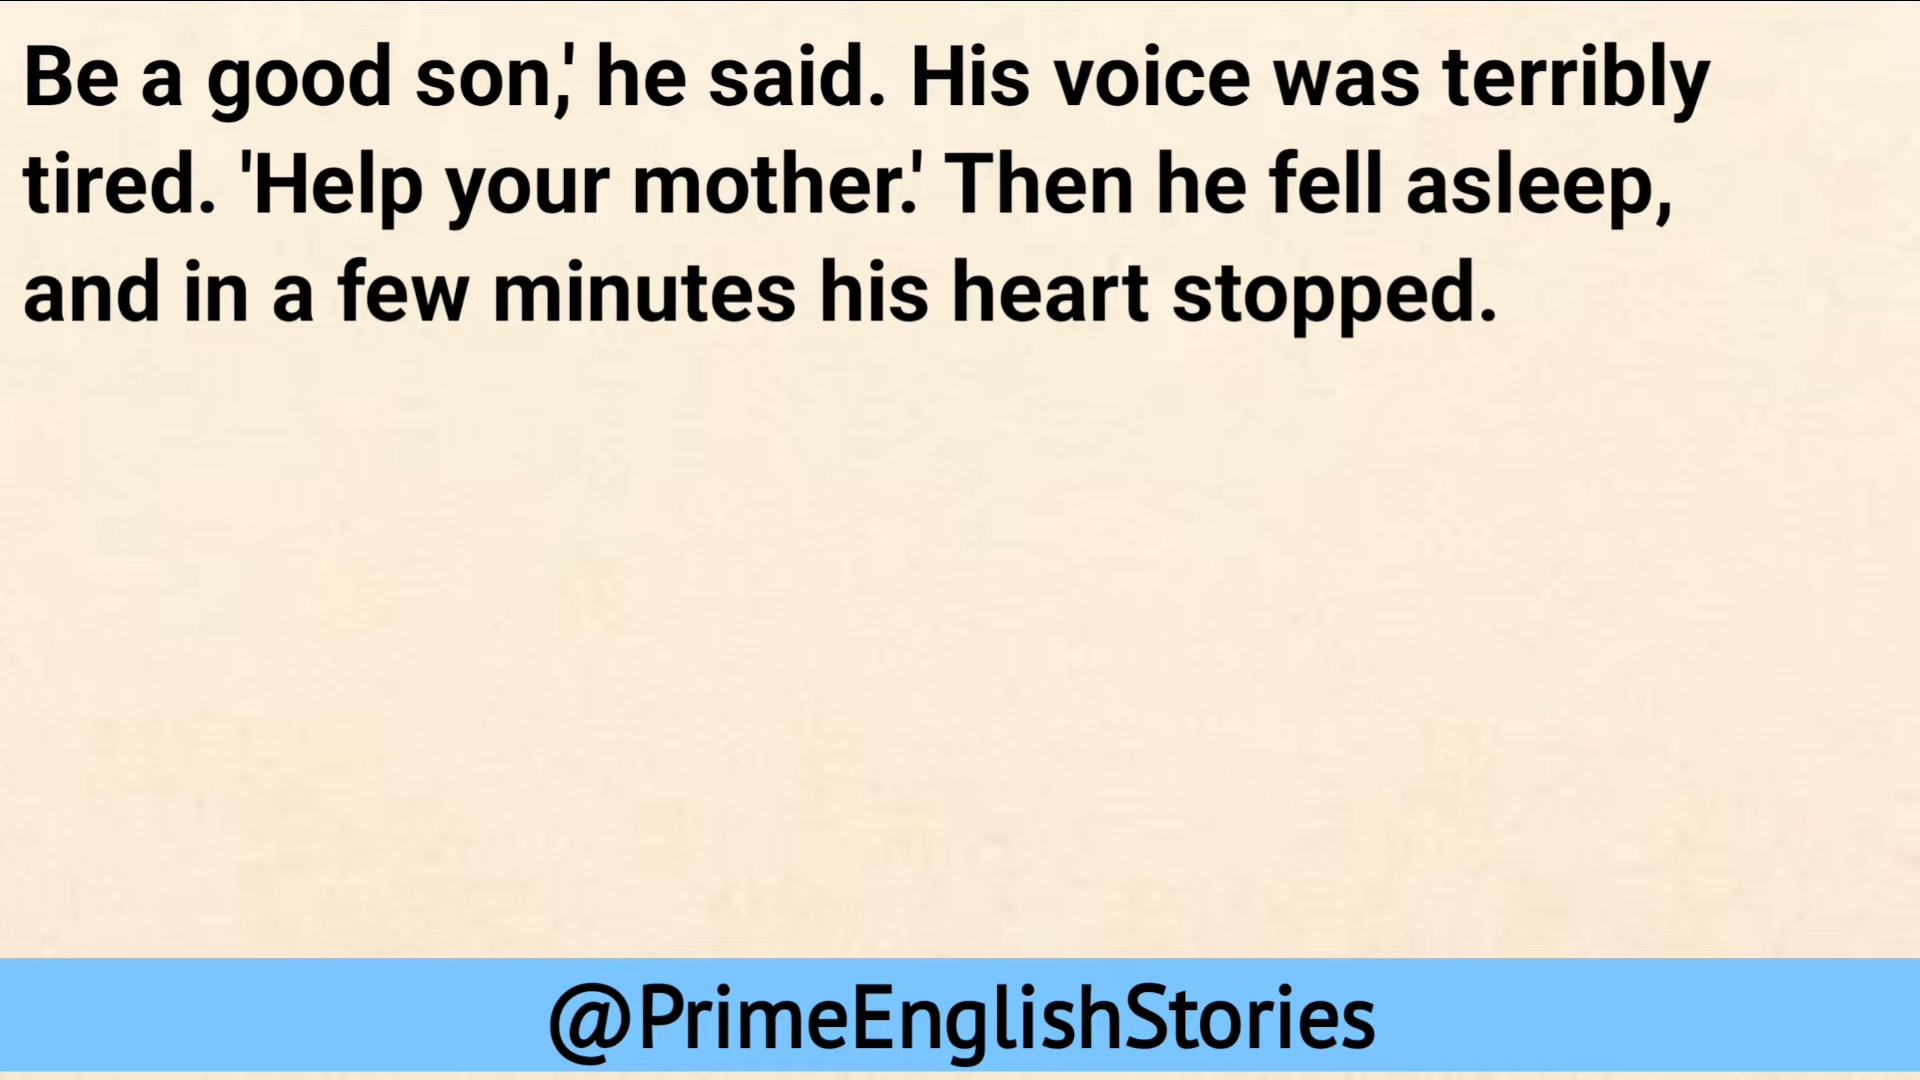 Be a good son,' he said. His voice was terribly
tired. 'Help your mother.' Then he fell asleep,
and in a few minutes his heart stopped.
@PrimeEnglishStories